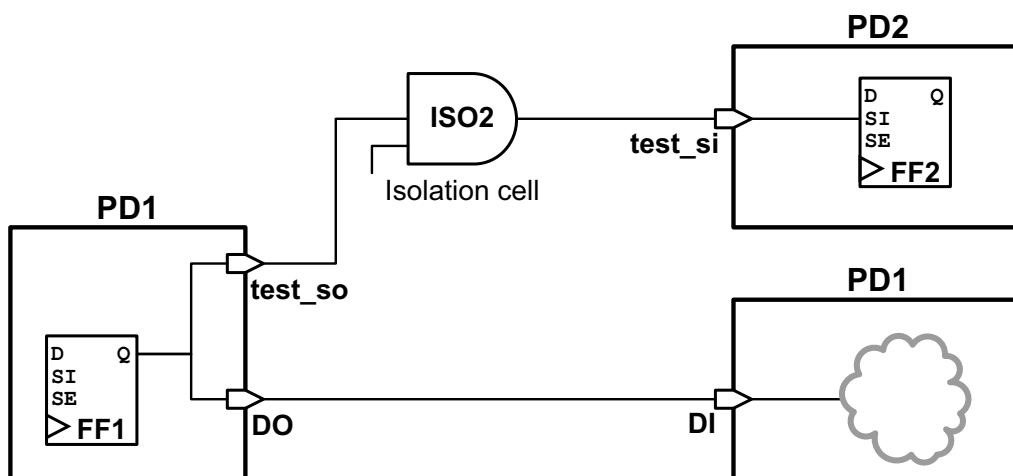 PD2
ISO2
D Q
SI
SE
FF2
test_si
Isolation cell
PD1
test_so
PD1
D Q
SI
SE
FF1
DO
DI